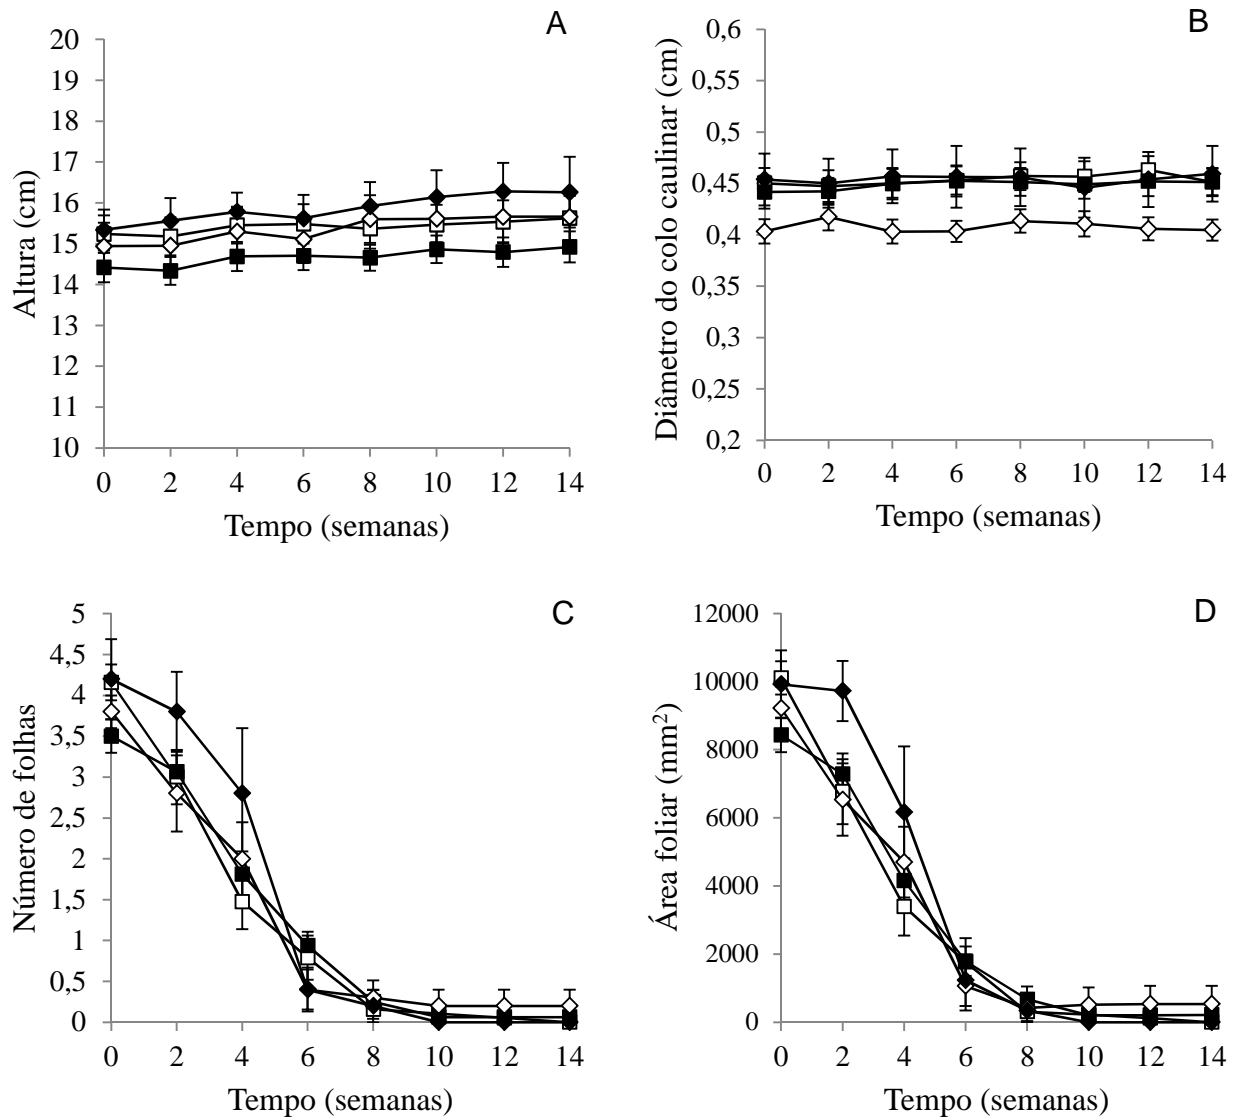 A
20
19
18
17
16
15
14
13
12
11
10
Altura (cm)
0 2 4 6 8 10 12 14
Tempo (semanas)
B
0,6
0,55
0,5
0,45
0,4
0,35
0,3
0,25
0,2
Diâmetro do colo caulinar (cm)
0 2 4 6 8 10 12 14
Tempo (semanas)
C
5
4,5
4
3,5
3
2,5
2
1,5
1
0,5
0
Número de folhas
0 2 4 6 8 10 12 14
Tempo (semanas)
D
12000
10000
8000
6000
4000
2000
0
Área foliar (mm²)
0 2 4 6 8 10 12 14
Tempo (semanas)